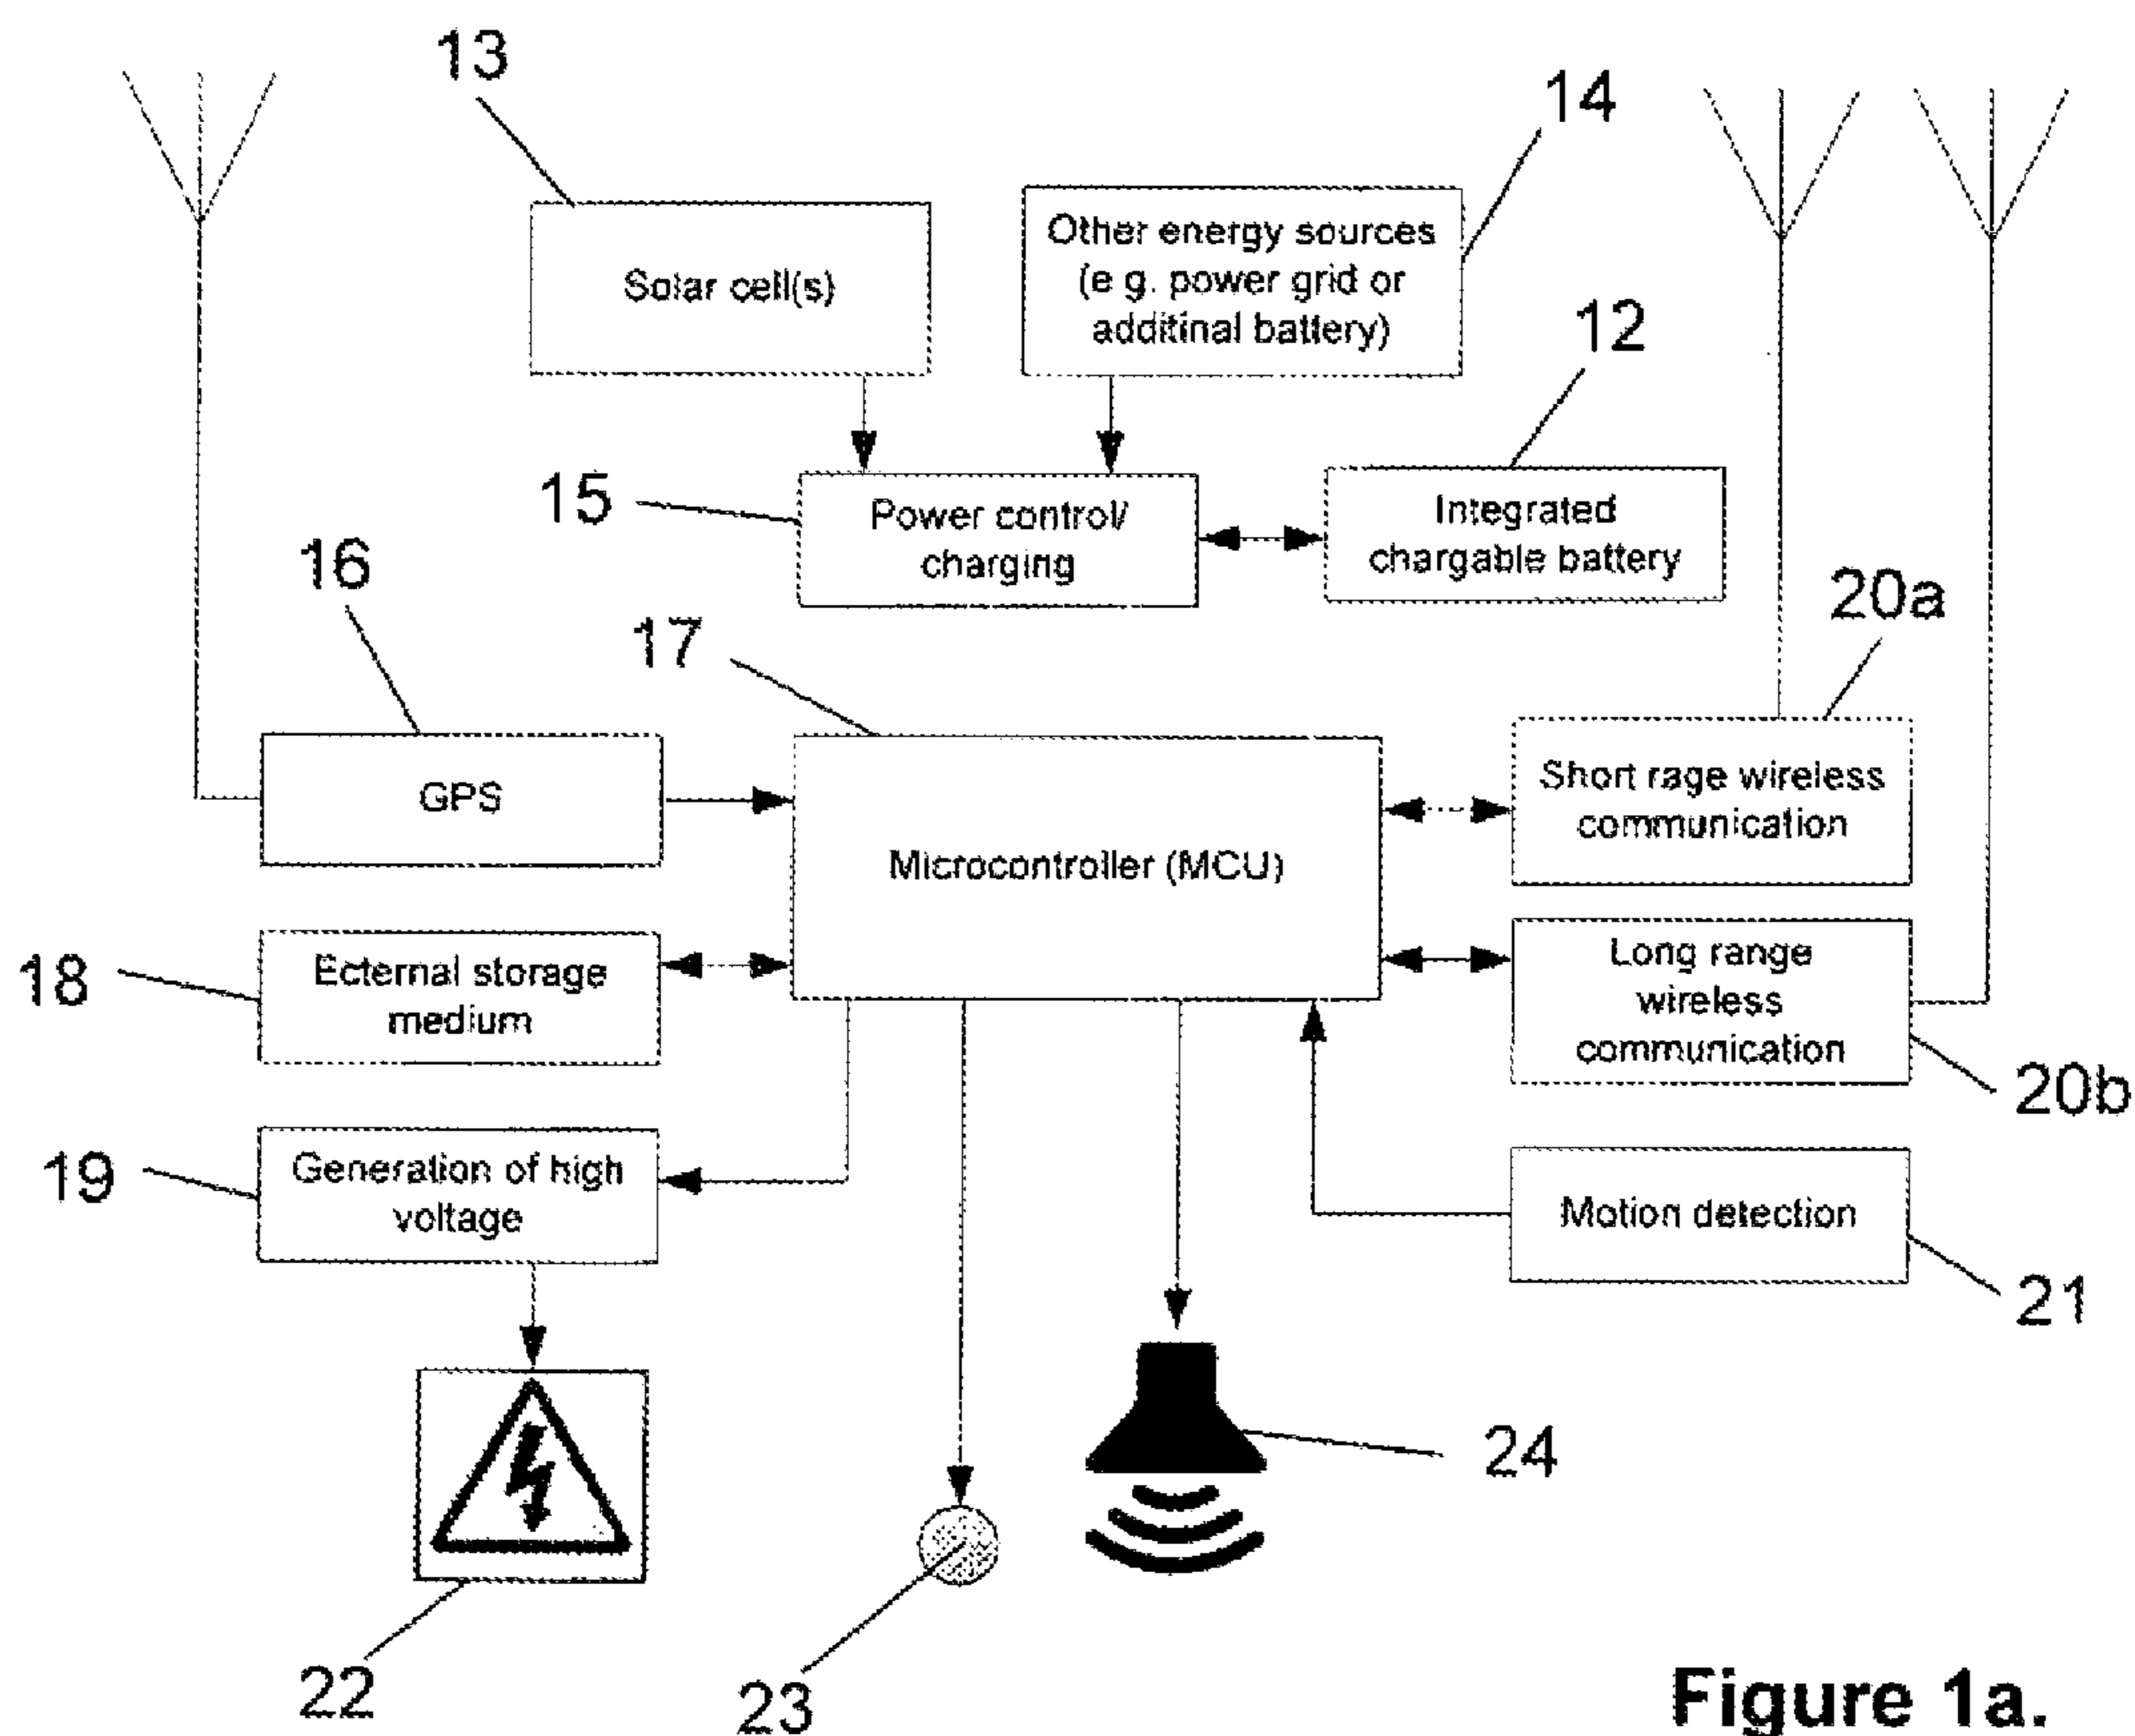 13
14
Solar cell(s)
Other energy sources
(e g. power grid or
additinal battery)
12
15
Power control/
charging
Integrated
chargable battery
16
17
20a
GPS
Microcontroller (MCU)
Short rage wireless
communication
18
Ecternal storage
medium
Long range
wireless
communication
20b
19
Generation of high
voltage
Motion detection
21
24
22
23
Figure 1a.